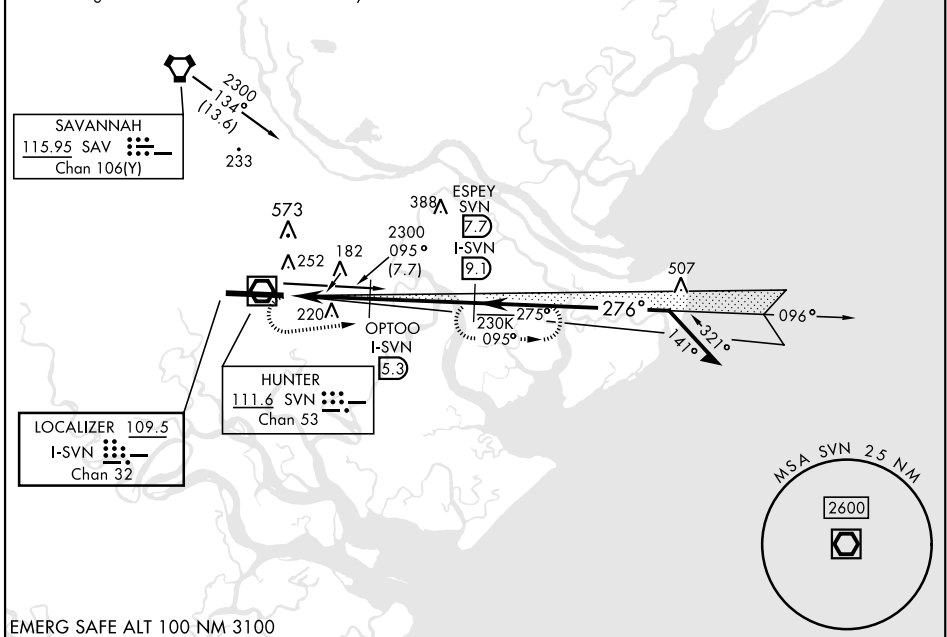 2300
134°
(13.6)
SAVANNAH
115.95 SAV
Chan 106(Y)
233
573
252
182
388
2300
095°
(7.7)
ESPEY
SVN
7.7
I-SVN
9.1
507
220
OPTOO
I-SVN
5.3
230K
275°
095°
276°
096°
141°
321°
HUNTER
111.6 SVN
Chan 53
LOCALIZER 109.5
I-SVN
Chan 32
MSA SVN 25 NM
2600
EMERG SAFE ALT 100 NM 3100